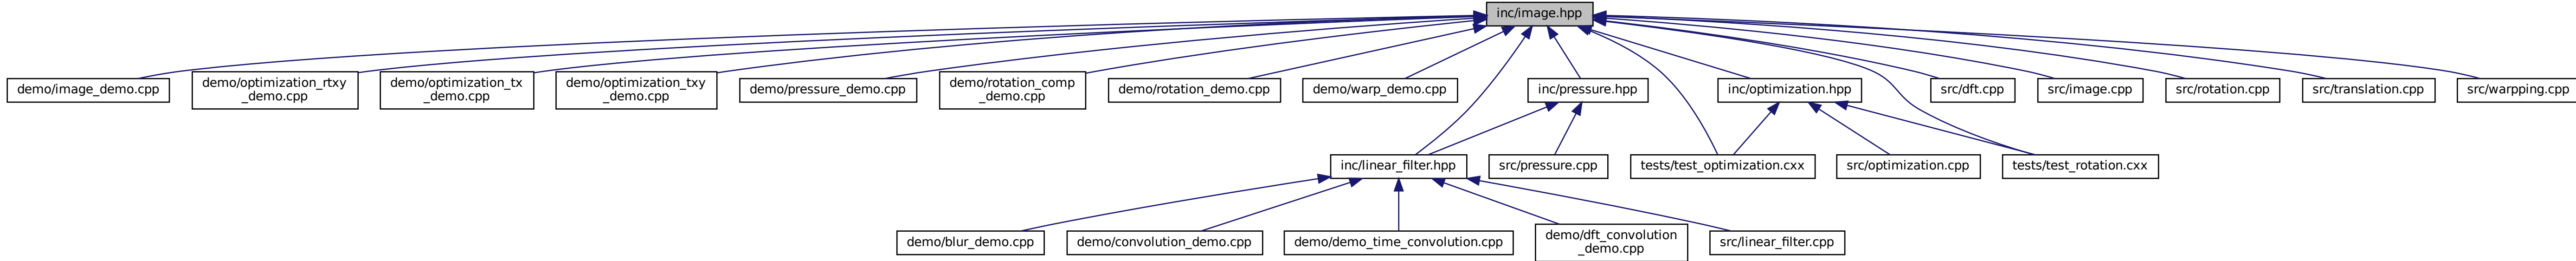 inc/image.hpp
demo/image_demo.cpp
demo/optimization_rtxy
_demo.cpp
demo/optimization_tx
_demo.cpp
demo/optimization_txy
_demo.cpp
demo/pressure_demo.cpp
demo/rotation_comp
_demo.cpp
demo/rotation_demo.cpp
demo/warp_demo.cpp
inc/pressure.hpp
inc/optimization.hpp
src/dft.cpp
src/image.cpp
src/rotation.cpp
src/translation.cpp
src/warpping.cpp
inc/linear_filter.hpp
src/pressure.cpp
tests/test_optimization.cxx
src/optimization.cpp
tests/test_rotation.cxx
demo/blur_demo.cpp
demo/convolution_demo.cpp
demo/demo_time_convolution.cpp
demo/dft_convolution
_demo.cpp
src/linear_filter.cpp